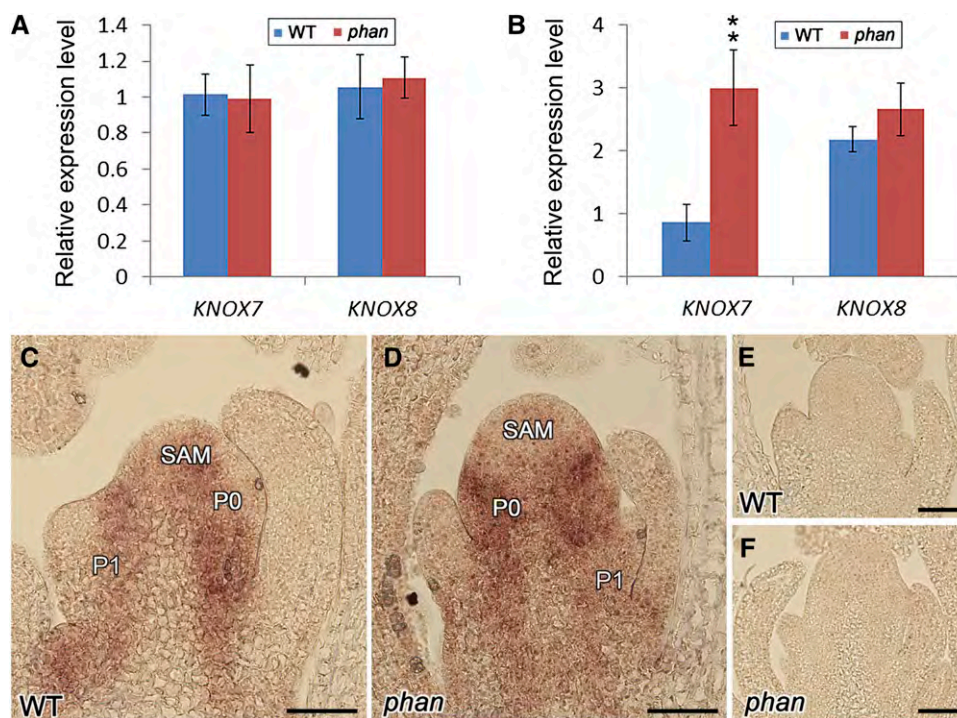 A
WT phan
Relative expression level
1.4
1.2
1
0.8
0.6
0.4
0.2
0
KNOX7 KNOX8
B
WT phan
**
Relative expression level
4
3
2
1
0
KNOX7 KNOX8
C
SAM
P0
P1
WT
D
SAM
P0
P1
phan
E
WT
F
phan